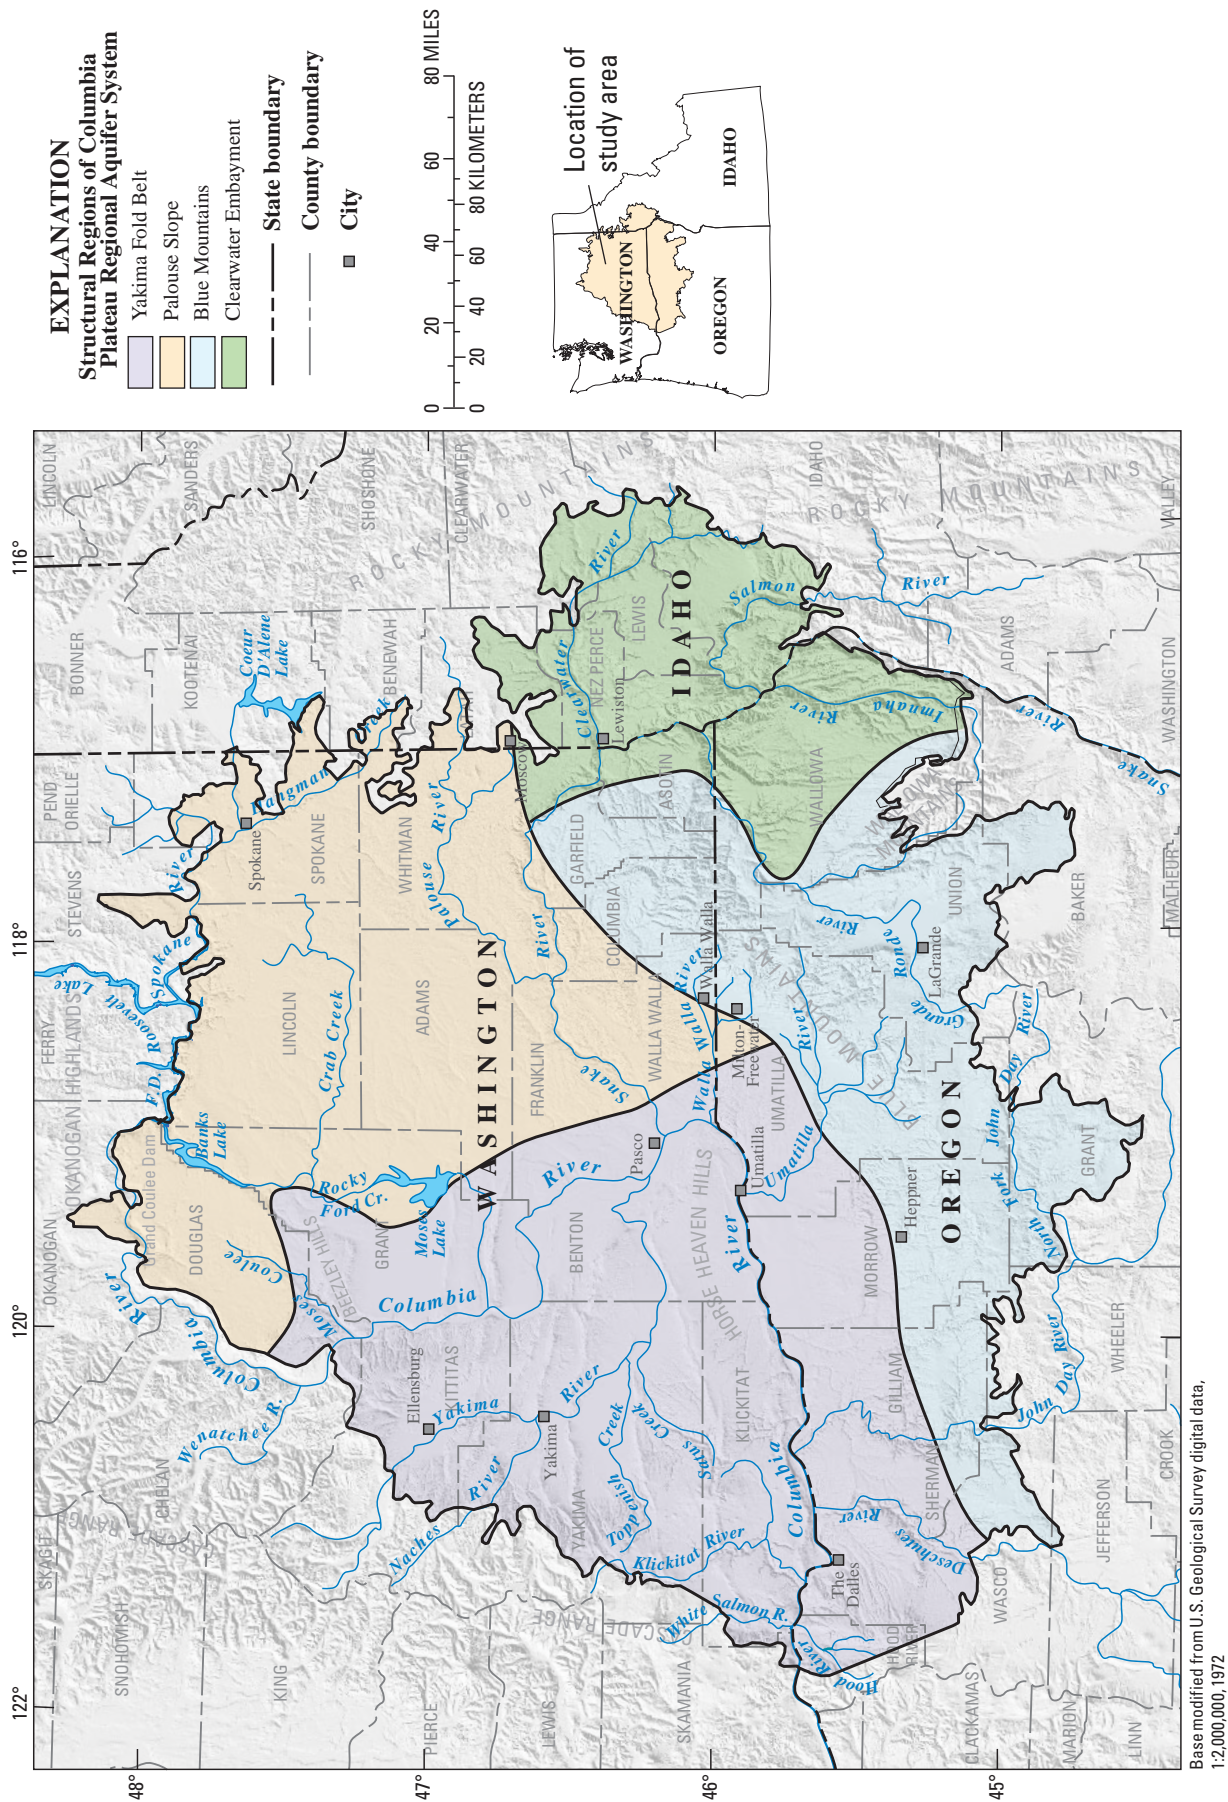 EXPLANATION
Structural Regions of Columbia
Plateau Regional Aquifer System
Yakima Fold Belt
Palouse Slope
Blue Mountains
Clearwater Embayment
State boundary
County boundary
City
0 20 40 60 80 MILES
0 20 40 60 80 KILOMETERS
Location of
study area
WASHINGTON
OREGON
IDAHO
122°
120°
118°
116°
48°
47°
46°
45°
SKAGIT
SNOHOMISH
KING
PIERCE
LEWIS
SKAMANIA
CHELAN
CASCADE RANGE
OKANOGAN
OKANOGAN HIGHLANDS
FERRY
STEVENS
PEND
ORIELLE
BONNER
LINCOLN
SANDERS
SHOSHONE
KOOTENAI
BENEWAH
CLEARWATER
ROCKY MOUNTAINS
ROCKY MOUNTAINS
F.D. Roosevelt Lake
Spokane River
Spokane
Hangman Creek
Coeur
D'Alene
Lake
SPOKANE
LINCOLN
Grand Coulee Dam
Banks
Lake
DOUGLAS
Columbia River
Wenatchee R.
Moses Coulee
BEEZLEY HILLS
GRANT
Rocky
Ford Cr.
Moses
Lake
Crab Creek
ADAMS
WHITMAN
Palouse River
LATAH
Moscow
WASHINGTON
FRANKLIN
Snake River
Ellensburg
KITTITAS
Yakima River
Naches River
Yakima
YAKIMA
Columbia River
BENTON
Pasco
Toppenish Creek
Satus Creek
Klickitat River
KLICKITAT
HORSE HEAVEN HILLS
White Salmon R.
CASCADE RANGE
Walla Walla River
WALLA WALLA
Walla Walla
COLUMBIA
GARFIELD
ASOTIN
Clearwater River
NEZ PERCE
Lewiston
LEWIS
IDAHO
IDAHO
Salmon River
Milton-
Freewater
Umatilla
Umatilla River
UMATILLA
Columbia River
The
Dalles
Hood River
HOOD
RIVER
Deschutes River
SHERMAN
WASCO
GILLIAM
MORROW
Heppner
OREGON
BLUE MOUNTAINS
Grande Ronde River
LaGrande
UNION
WALLOWA
Imnaha River
Snake River
ADAMS
WASHINGTON
VALLEY
BAKER
MALHEUR
GRANT
North Fork John Day River
John Day River
WHEELER
CROOK
JEFFERSON
CLACKAMAS
MARION
LINN
Base modified from U.S. Geological Survey digital data,
1:2,000,000, 1972